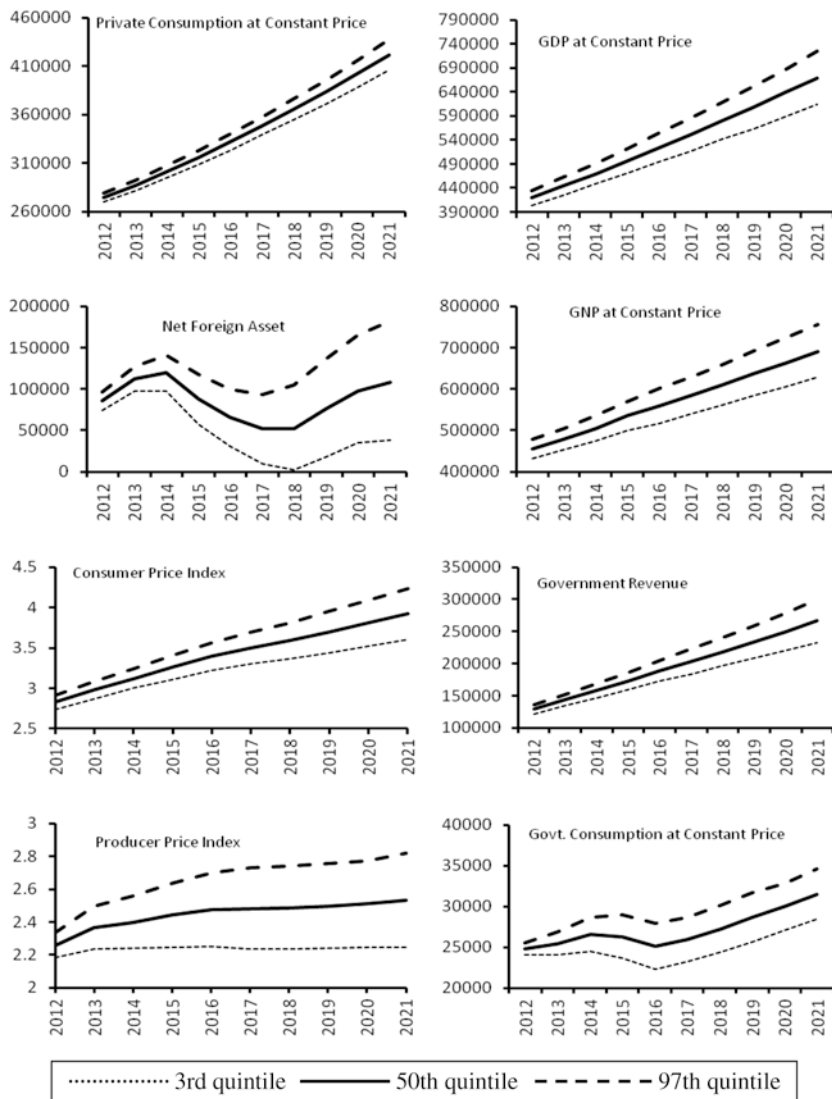 Private Consumption at Constant Price
460000
410000
360000
310000
260000
2012 2013 2014 2015 2016 2017 2018 2019 2020 2021
GDP at Constant Price
790000
740000
690000
640000
590000
540000
490000
440000
390000
2012 2013 2014 2015 2016 2017 2018 2019 2020 2021
Net Foreign Asset
200000
150000
100000
50000
0
2012 2013 2014 2015 2016 2017 2018 2019 2020 2021
GNP at Constant Price
800000
700000
600000
500000
400000
2012 2013 2014 2015 2016 2017 2018 2019 2020 2021
Consumer Price Index
4.5
4
3.5
3
2.5
2012 2013 2014 2015 2016 2017 2018 2019 2020 2021
Government Revenue
350000
300000
250000
200000
150000
100000
2012 2013 2014 2015 2016 2017 2018 2019 2020 2021
Producer Price Index
3
2.8
2.6
2.4
2.2
2
2012 2013 2014 2015 2016 2017 2018 2019 2020 2021
Govt. Consumption at Constant Price
40000
35000
30000
25000
20000
2012 2013 2014 2015 2016 2017 2018 2019 2020 2021
3rd quintile 50th quintile 97th quintile